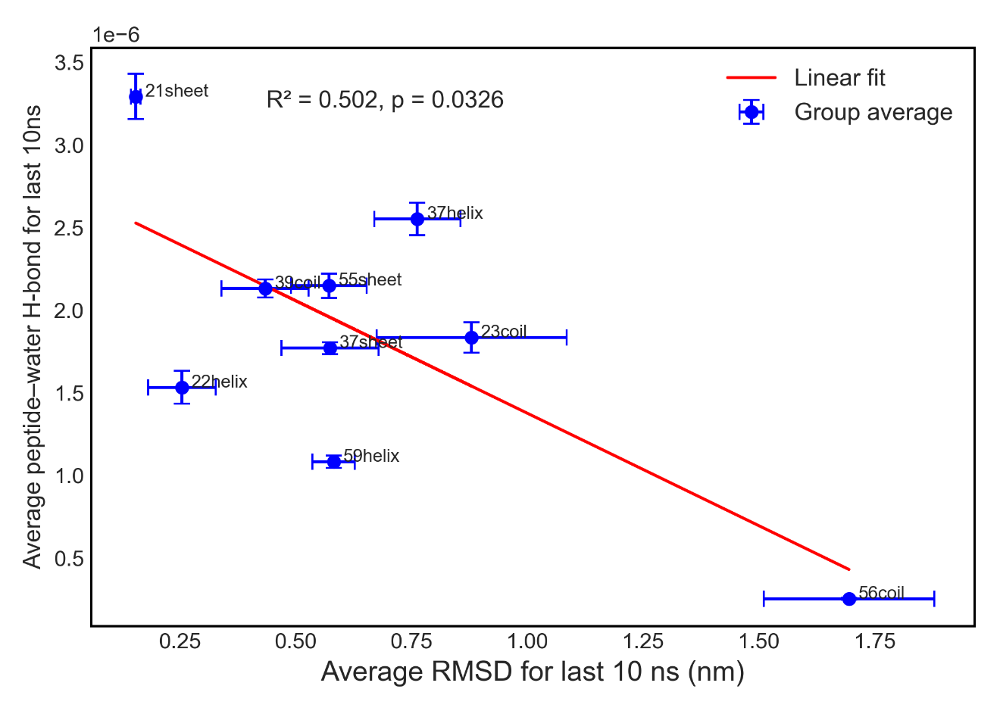 1e−6
3.5
3.0
2.5
2.0
1.5
1.0
0.5
Average peptide–water H-bond for last 10ns
21sheet
R² = 0.502, p = 0.0326
Linear fit
Group average
37helix
39coil
55sheet
23coil
37sheet
22helix
59helix
56coil
0.25 0.50 0.75 1.00 1.25 1.50 1.75
Average RMSD for last 10 ns (nm)